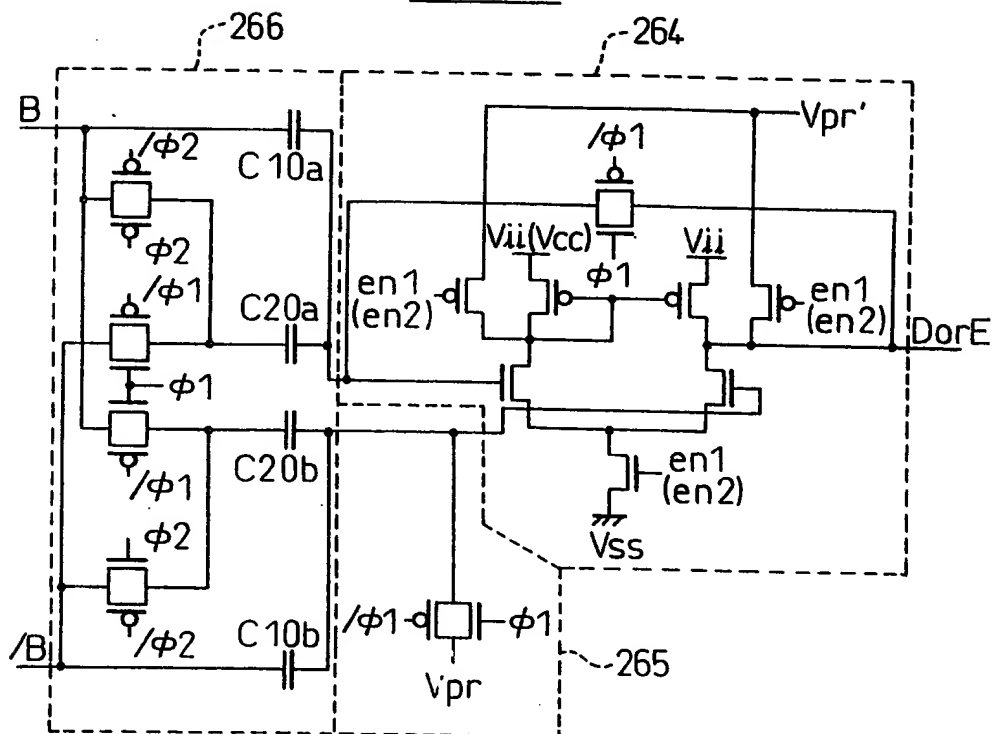 266
264
B
Vpr'
/ϕ2
/ϕ1
C10a
ϕ2
Vii(Vcc)
Vii
ϕ1
/ϕ1
en1
(en2)
en1
(en2)
C20a
DorE
ϕ1
C20b
en1
(en2)
/ϕ1
Vss
ϕ2
/ϕ1
ϕ1
/B
/ϕ2
C10b
265
Vpr